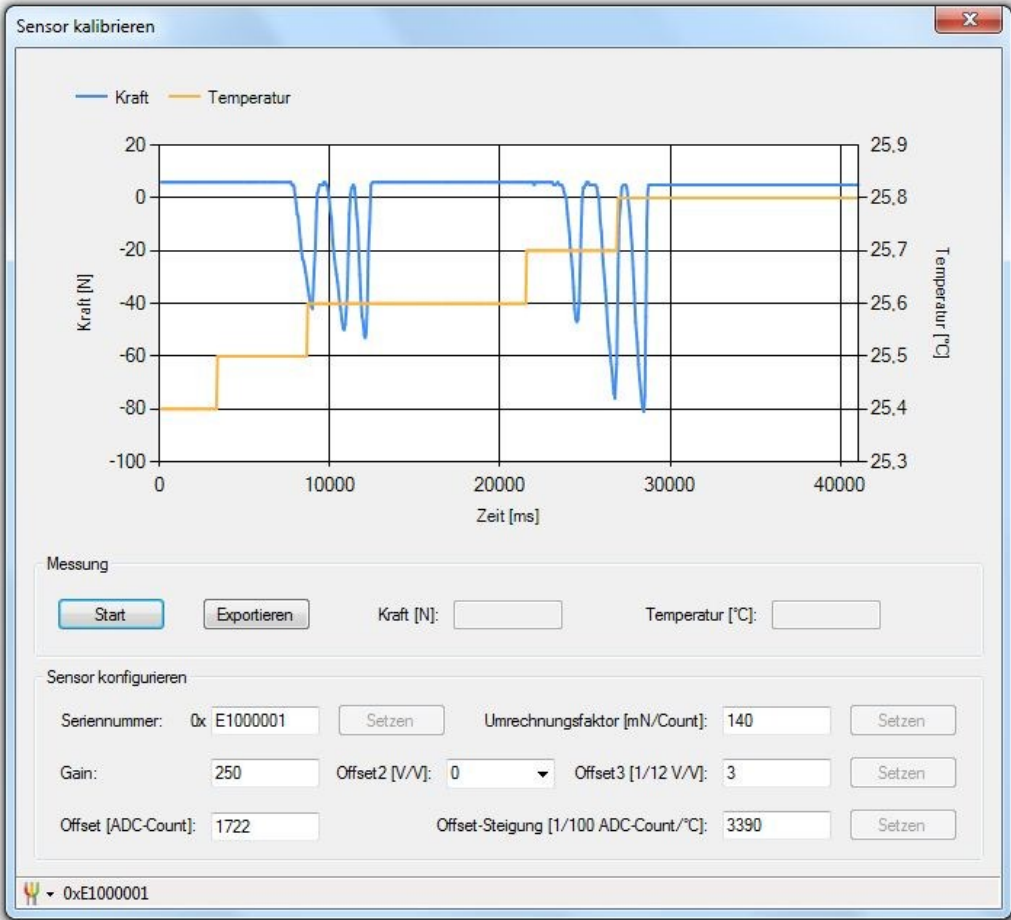 Sensor kalibrieren
Kraft Temperatur
20 25,9
0 25,8
-20 25,7
-40 25,6
-60 25,5
-80 25,4
-100 25,3
Kraft [N]
Temperatur [°C]
0 10000 20000 30000 40000
Zeit [ms]
Messung
Start Exportieren Kraft [N]: Temperatur [°C]:
Sensor konfigurieren
Seriennummer: 0x E1000001 Setzen Umrechnungsfaktor [mN/Count]: 140 Setzen
Gain: 250 Offset2 [V/V]: 0 Offset3 [1/12 V/V]: 3 Setzen
Offset [ADC-Count]: 1722 Offset-Steigung [1/100 ADC-Count/°C]: 3390 Setzen
0xE1000001